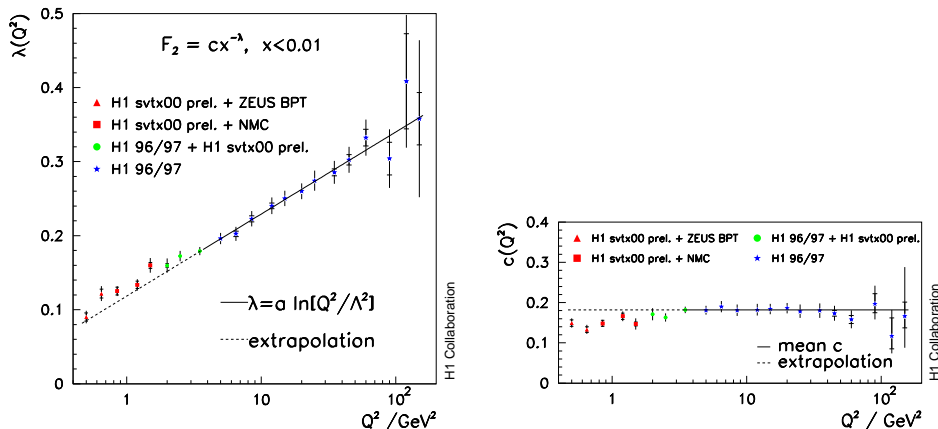 λ(Q²)
0.5
0.4
0.3
0.2
0.1
0
F₂ = cx^-λ, x<0.01
H1 svtx00 prel. + ZEUS BPT
H1 svtx00 prel. + NMC
H1 96/97 + H1 svtx00 prel.
H1 96/97
λ=a ln[Q²/Λ²]
extrapolation
1
10
10²
Q² /GeV²
H1 Collaboration
c(Q²)
0.4
0.3
0.2
0.1
0
H1 svtx00 prel. + ZEUS BPT
H1 svtx00 prel. + NMC
H1 96/97 + H1 svtx00 prel.
H1 96/97
mean c
extrapolation
1
10
10²
Q² / GeV²
H1 Collaboration